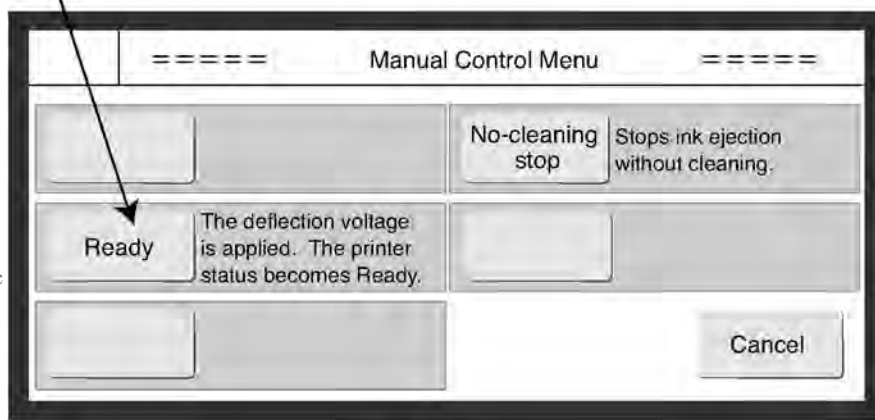 ===== Manual Control Menu =====
No-cleaning
stop
Stops ink ejection
without cleaning.
Ready
The deflection voltage
is applied. The printer
status becomes Ready.
Cancel